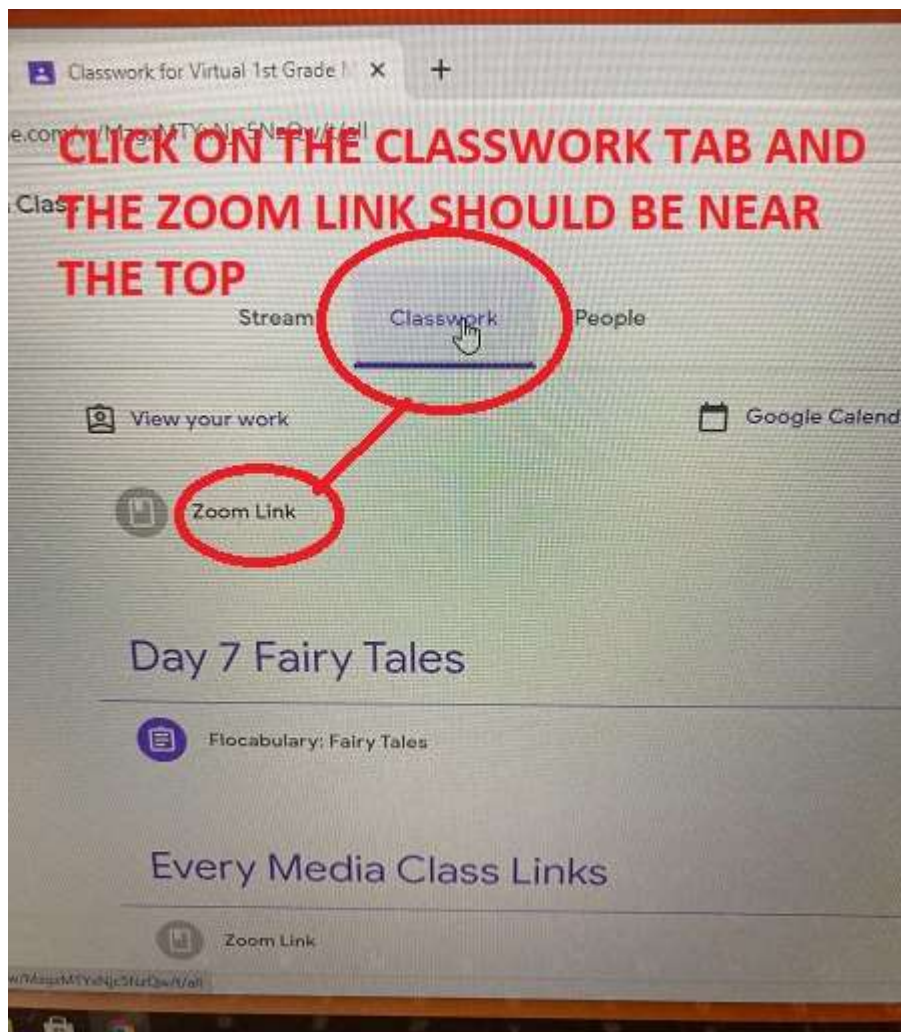 Classwork for Virtual 1st Grade
CLICK ON THE CLASSWORK TAB AND
Class
THE ZOOM LINK SHOULD BE NEAR
THE TOP
Stream Classwork People
View your work Google Calend
Zoom Link
Day 7 Fairy Tales
Flocabulary: Fairy Tales
Every Media Class Links
Zoom Link